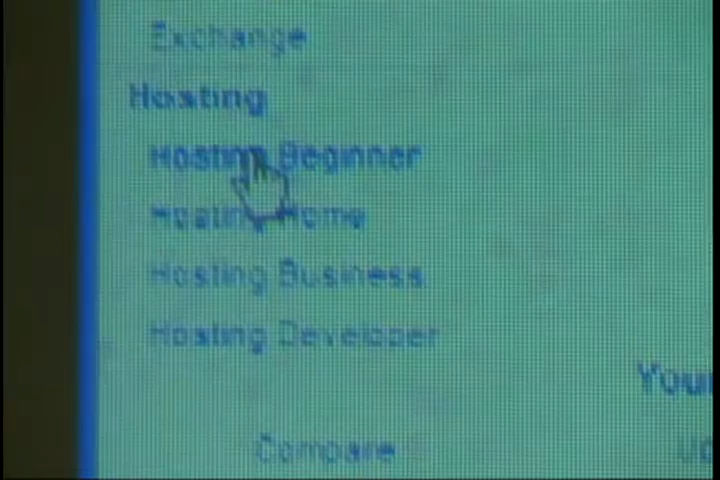 Exchange
Hosting
Hosting Beginner
Hosting Home
Hosting Business
Hosting Developer
Your
Compare